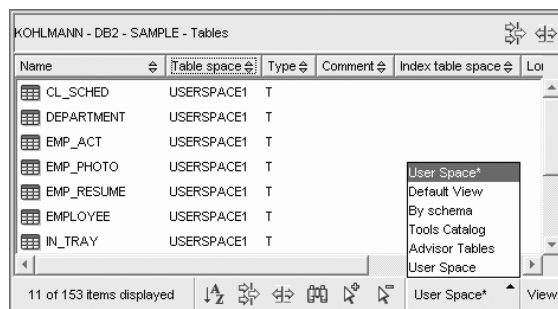 KOHLMANN - DB2 - SAMPLE - Tables
Name Table space Type Comment Index table space Lo
CL_SCHED USERSPACE1 T
DEPARTMENT USERSPACE1 T
EMP_ACT USERSPACE1 T
EMP_PHOTO USERSPACE1 T
EMP_RESUME USERSPACE1 T
EMPLOYEE USERSPACE1 T
IN_TRAY USERSPACE1 T
User Space*
Default View
By schema
Tools Catalog
Advisor Tables
User Space
11 of 153 items displayed A Z User Space* View